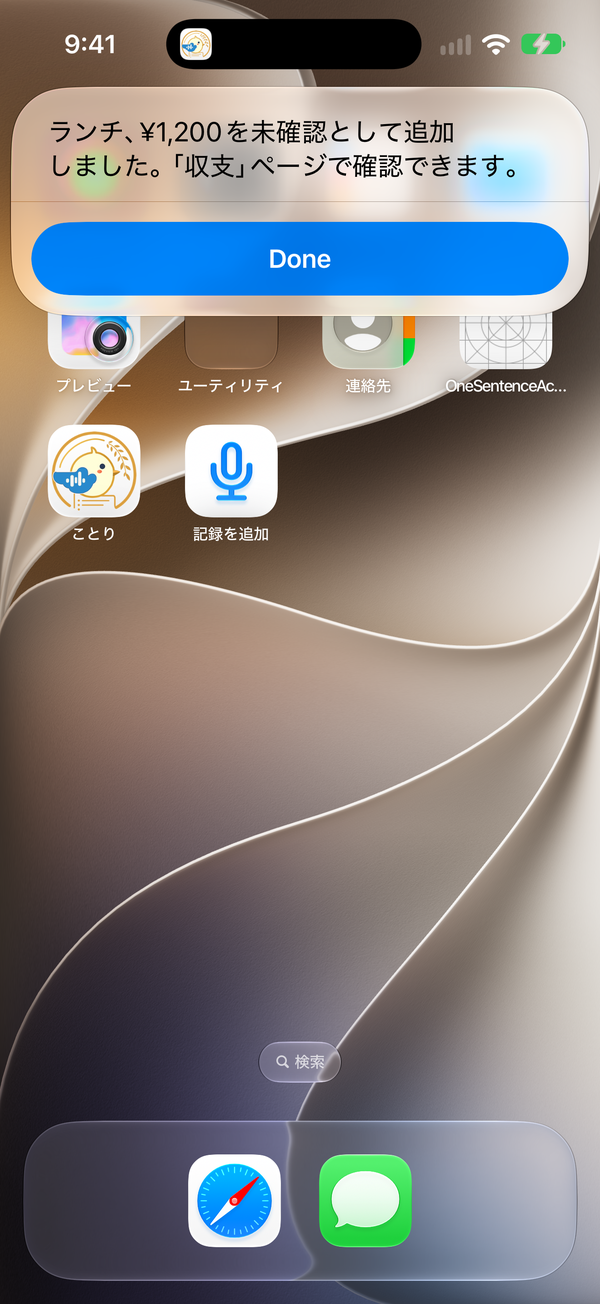 9:41
ランチ、¥1,200を未確認として追加
しました。「収支」ページで確認できます。
Done
プレビュー
ユーティリティ
連絡先
OneSentenceAc...
ことり
記録を追加
検索